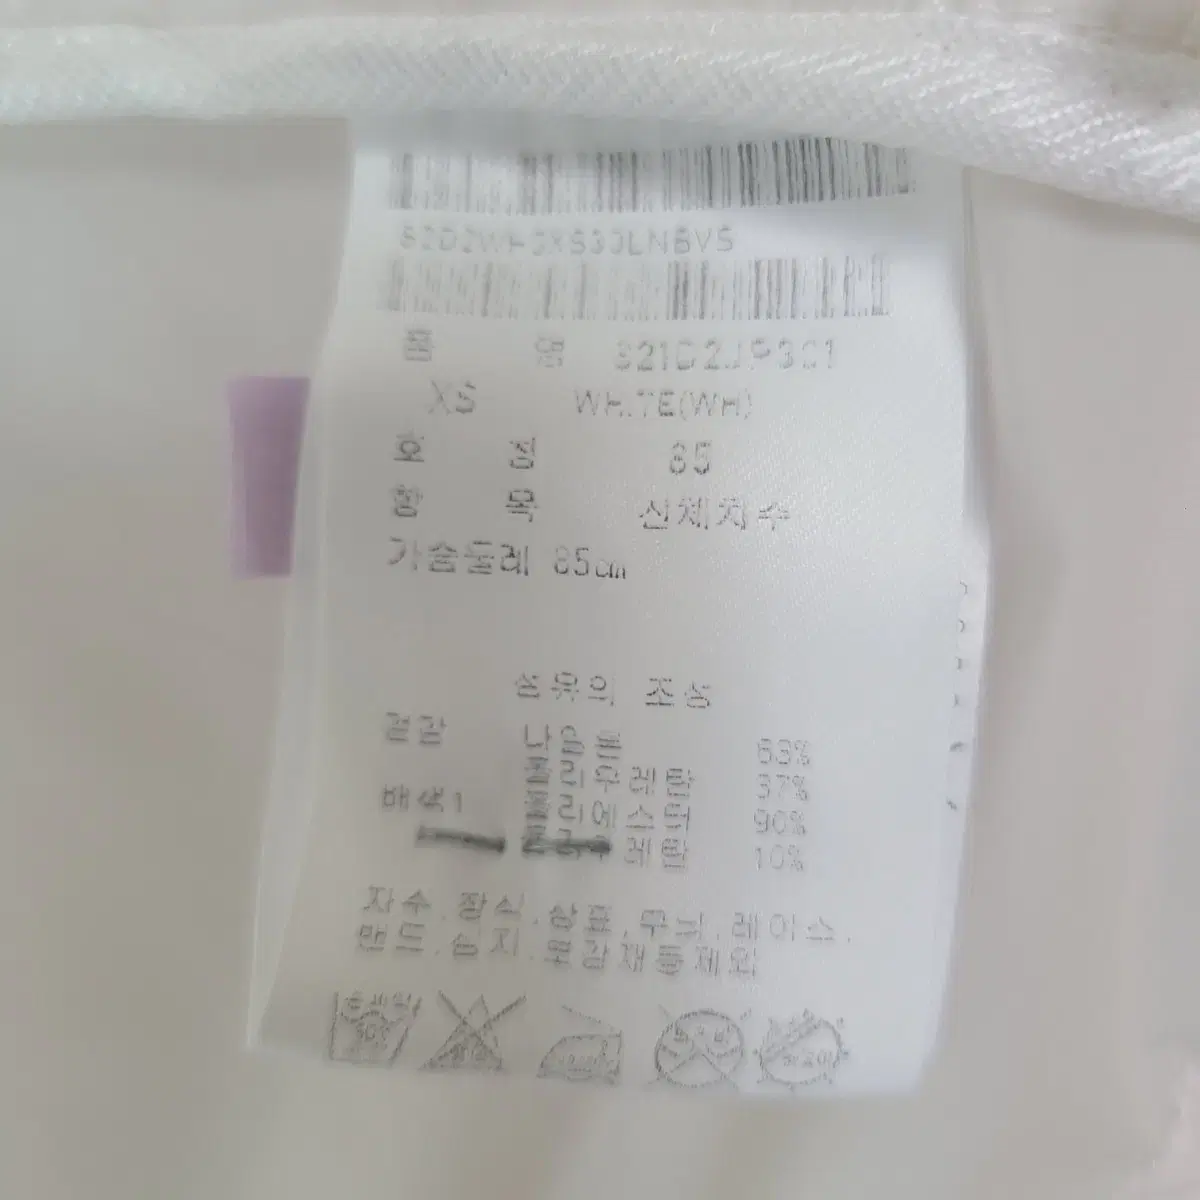 품 명
XS WHITE(WH)
호 칭 85
항 목 신체치수
가슴둘레 85㎝
섬유의 조성
겉감 나일론 63%
폴리우레탄 37%
배색1 폴리에스터 90%
폴리우레탄 10%
자수.장식.상표.무늬.레이스.
밴드.심지.보강재등제외